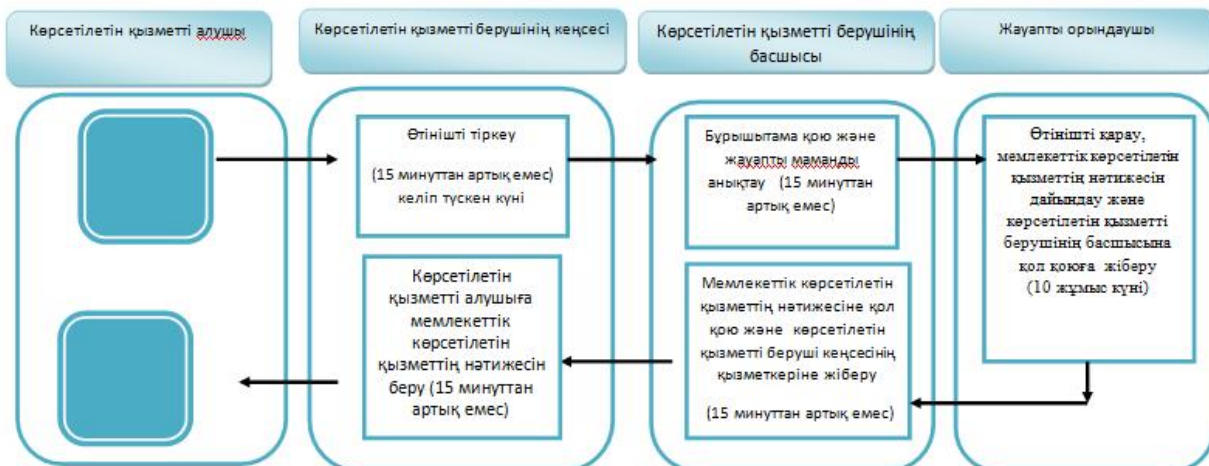 Көрсетілетін қызметті алушы
Көрсетілетін қызметті берушінің кеңсесі
Көрсетілетін қызметті берушінің
басшысы
Жауапты орындаушы
Өтінішті тіркеу
(15 минуттан артық емес)
келіп түскен күні
Бұрыштама қою және
жауапты маманды
анықтау (15 минуттан
артық емес)
Өтінішті қарау,
мемлекеттік көрсетілетін
қызметтің нәтижесін
дайындау және
көрсетілетін қызметті
берушінің басшысына
қол қоюға жіберу
(10 жұмыс күні)
Көрсетілетін
қызметті алушыға
мемлекеттік
көрсетілетін
қызметтің нәтижесін
беру (15 минуттан
артық емес)
Мемлекеттік көрсетілетін
қызметтің нәтижесіне қол
қою және көрсетілетін
қызметті беруші кеңсесінің
қызметкеріне жіберу
(15 минуттан артық емес)